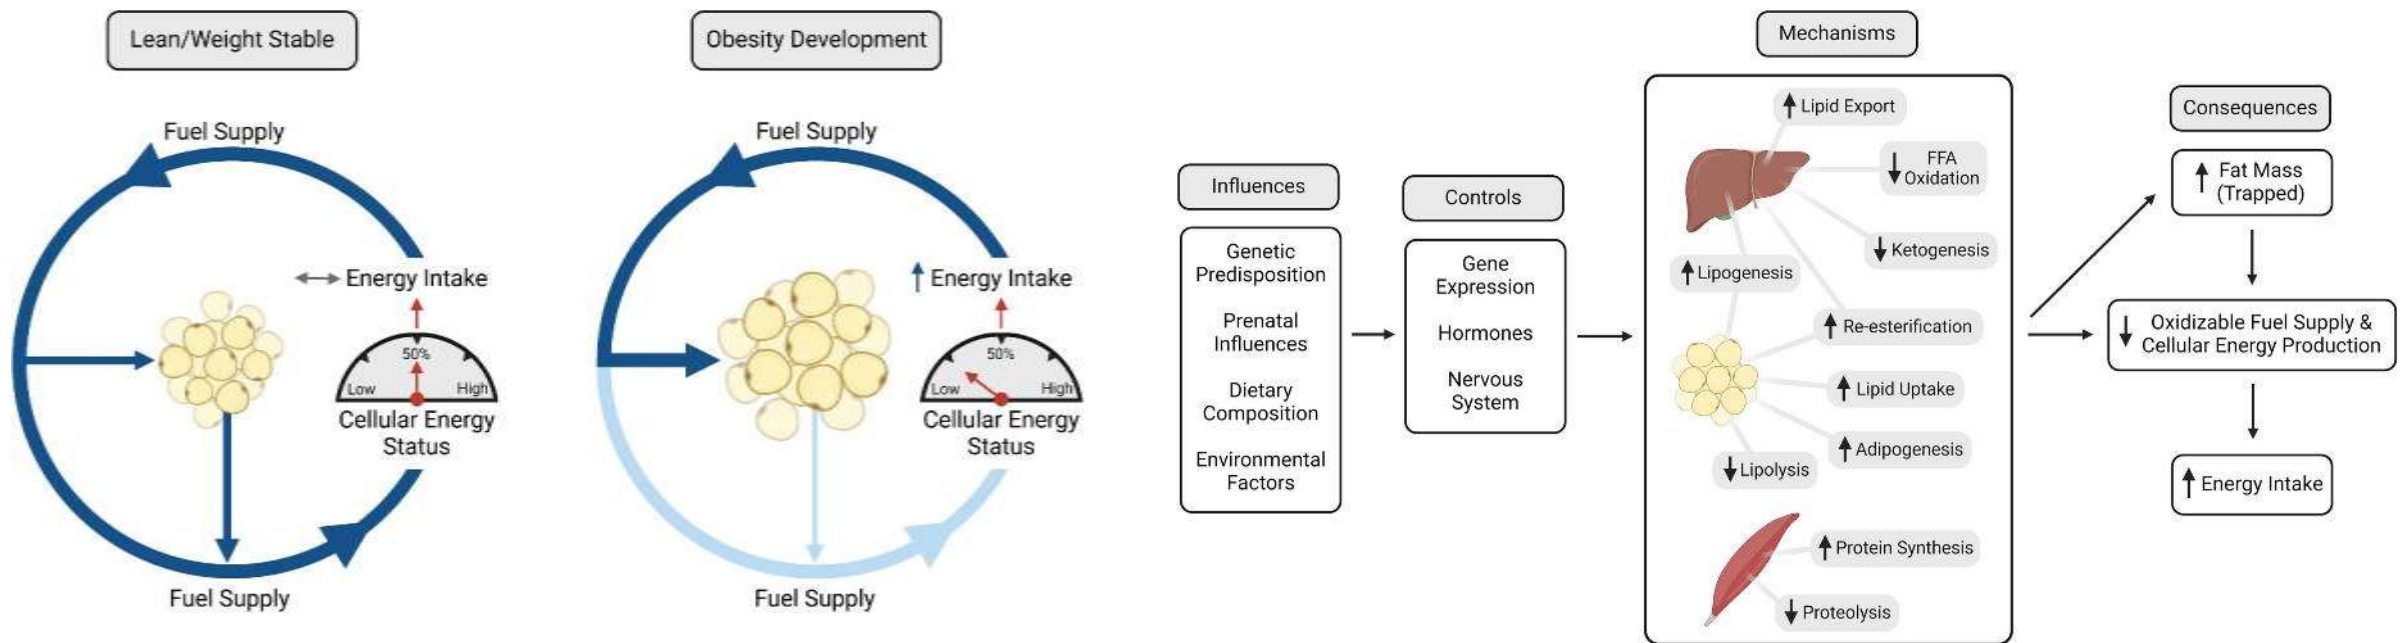 Lean/Weight Stable
Fuel Supply
Energy Intake
50%
Low
High
Cellular Energy
Status
Fuel Supply
Obesity Development
Fuel Supply
Energy Intake
50%
Low
High
Cellular Energy
Status
Fuel Supply
Influences
Genetic
Predisposition
Prenatal
Influences
Dietary
Composition
Environmental
Factors
Controls
Gene
Expression
Hormones
Nervous
System
Mechanisms
Lipid Export
FFA
Oxidation
Ketogenesis
Lipogenesis
Re-esterification
Lipid Uptake
Adipogenesis
Lipolysis
Protein Synthesis
Proteolysis
Consequences
Fat Mass
(Trapped)
Oxidizable Fuel Supply &
Cellular Energy Production
Energy Intake